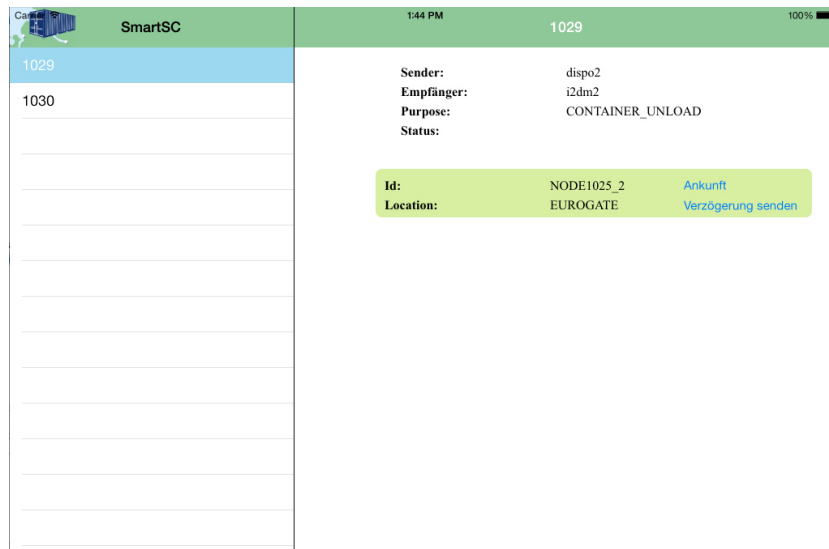 1:44 PM
100%
SmartSC
1029
1029
1030
Sender: dispo2
Empfänger: i2dm2
Purpose: CONTAINER_UNLOAD
Status:
Id: NODE1025_2 Ankunft
Location: EUROGATE Verzögerung senden